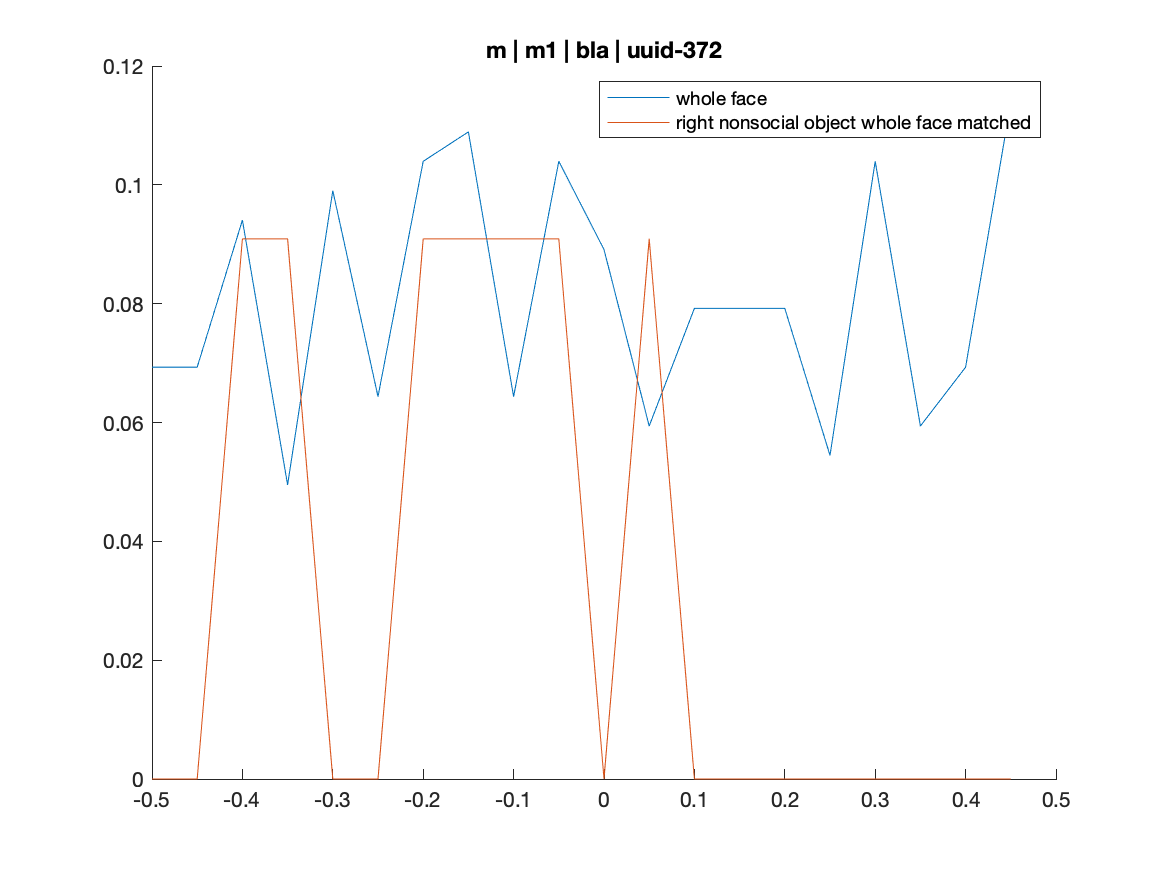 m | m1 | bla | uuid-372
whole face
right nonsocial object whole face matched
0.12
0.1
0.08
0.06
0.04
0.02
0
-0.5 -0.4 -0.3 -0.2 -0.1 0 0.1 0.2 0.3 0.4 0.5